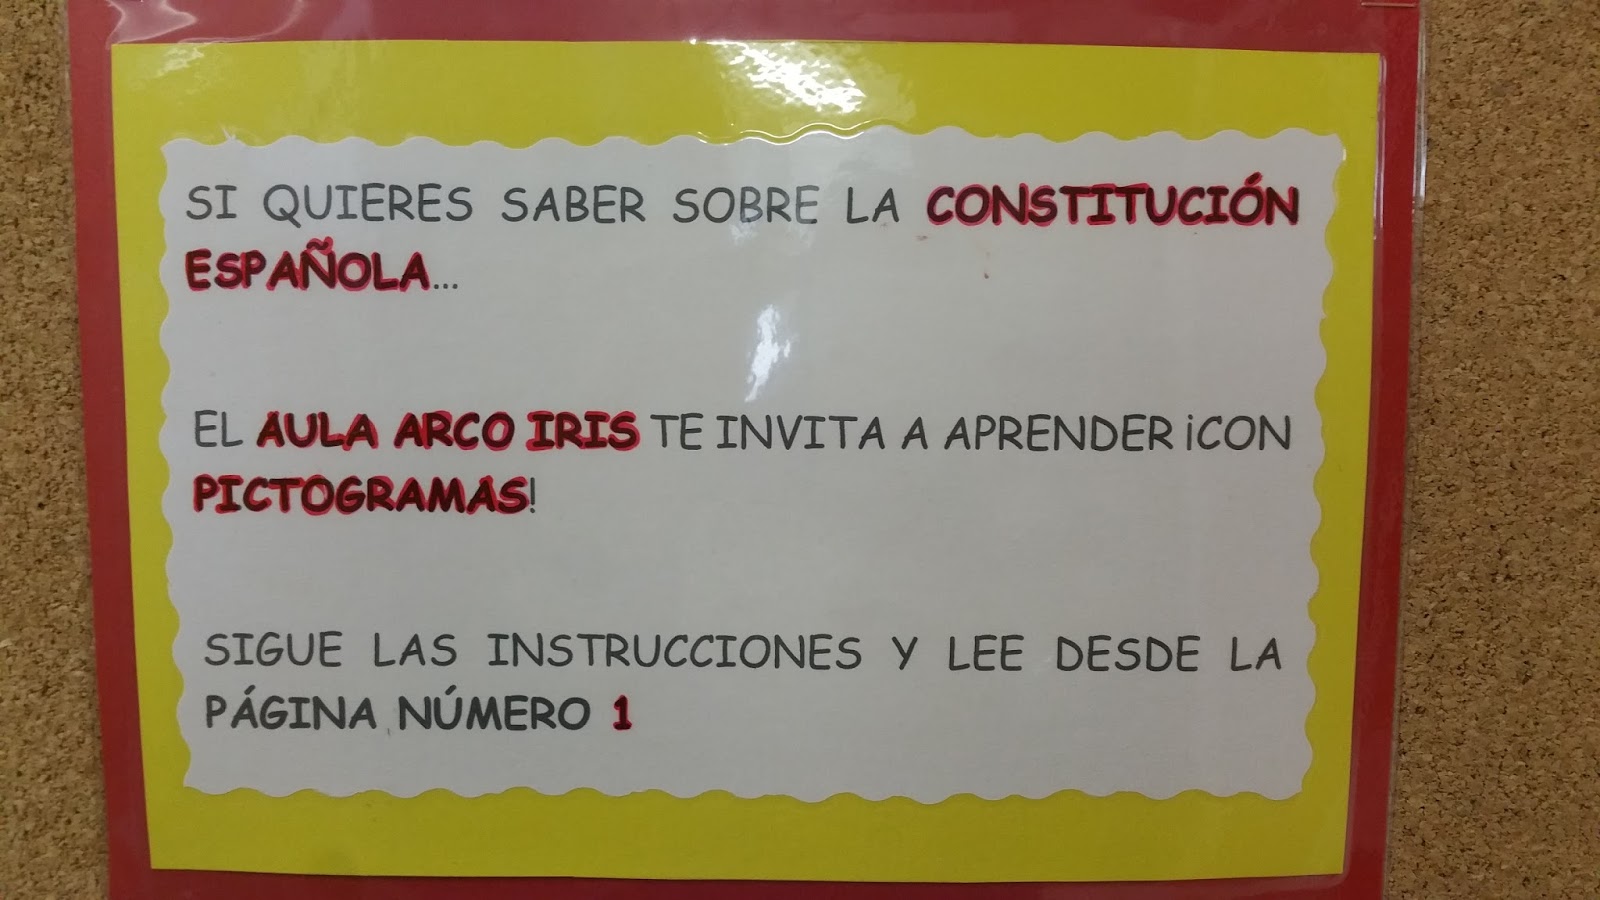 SI QUIERES SABER SOBRE LA CONSTITUCIÓN
ESPAÑOLA...
EL AULA ARCO IRIS TE INVITA A APRENDER ¡CON
PICTOGRAMAS!
SIGUE LAS INSTRUCCIONES Y LEE DESDE LA
PÁGINA NÚMERO 1